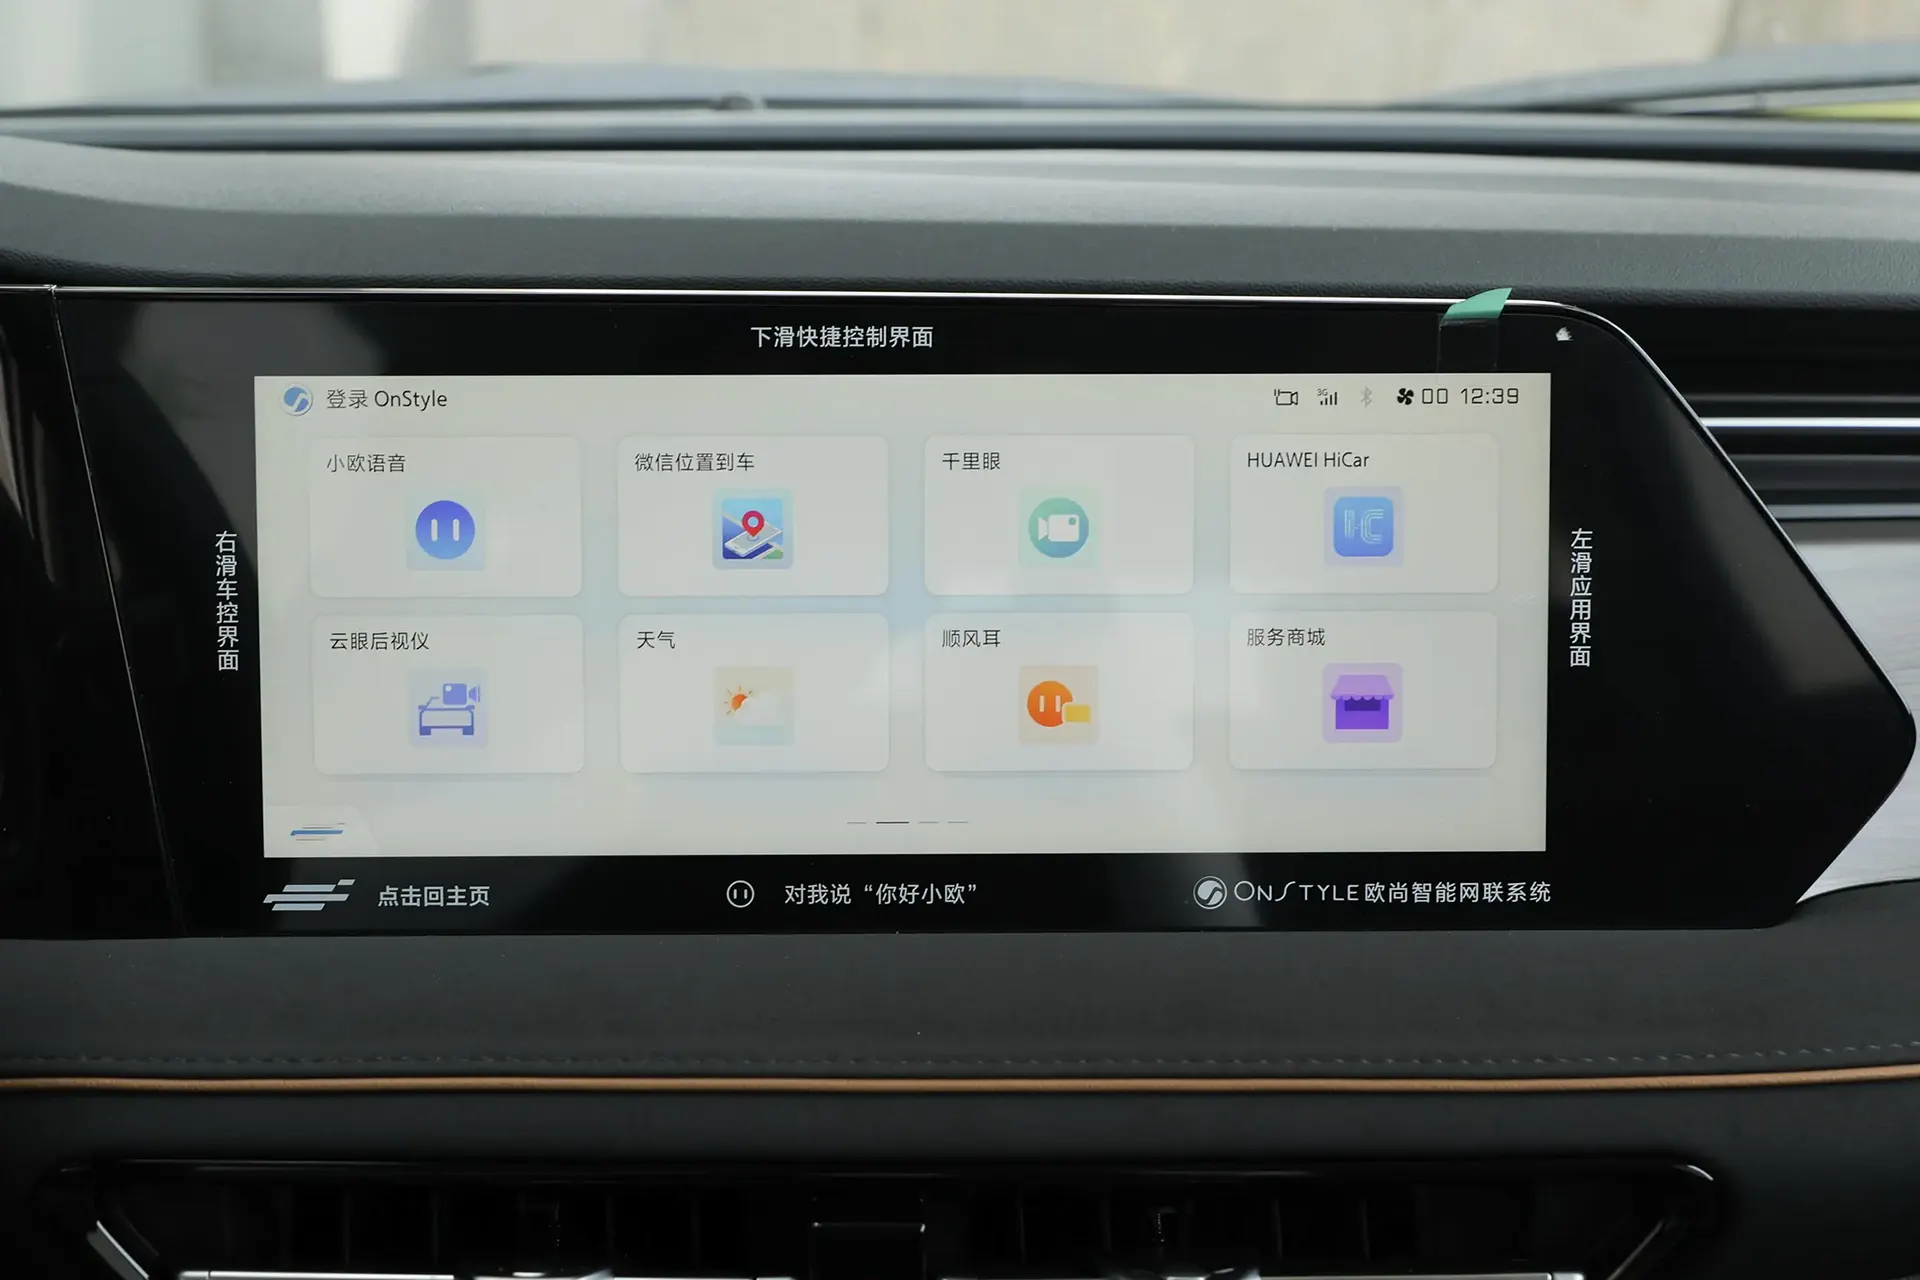 下滑快捷控制界面
登录 OnStyle
3G
00 12:39
小欧语音
微信位置到车
千里眼
HUAWEI HiCar
云眼后视仪
天气
顺风耳
服务商城
右滑车控界面
左滑应用界面
点击回主页
对我说“你好小欧”
ONSTYLE欧尚智能网联系统